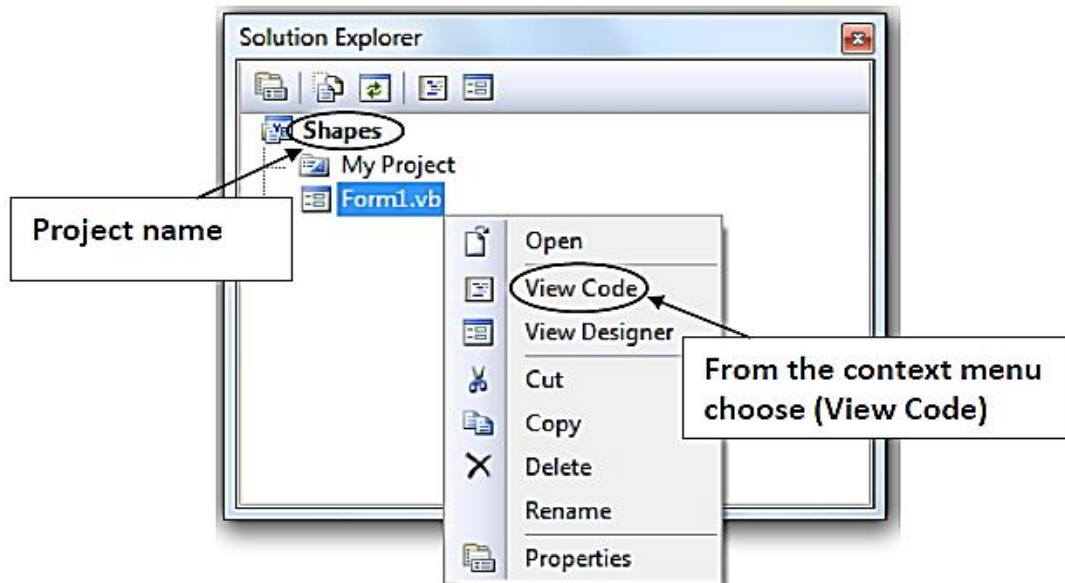 Solution Explorer
Shapes
My Project
Form1.vb
Project name
Open
View Code
View Designer
Cut
Copy
Delete
Rename
Properties
From the context menu
choose (View Code)